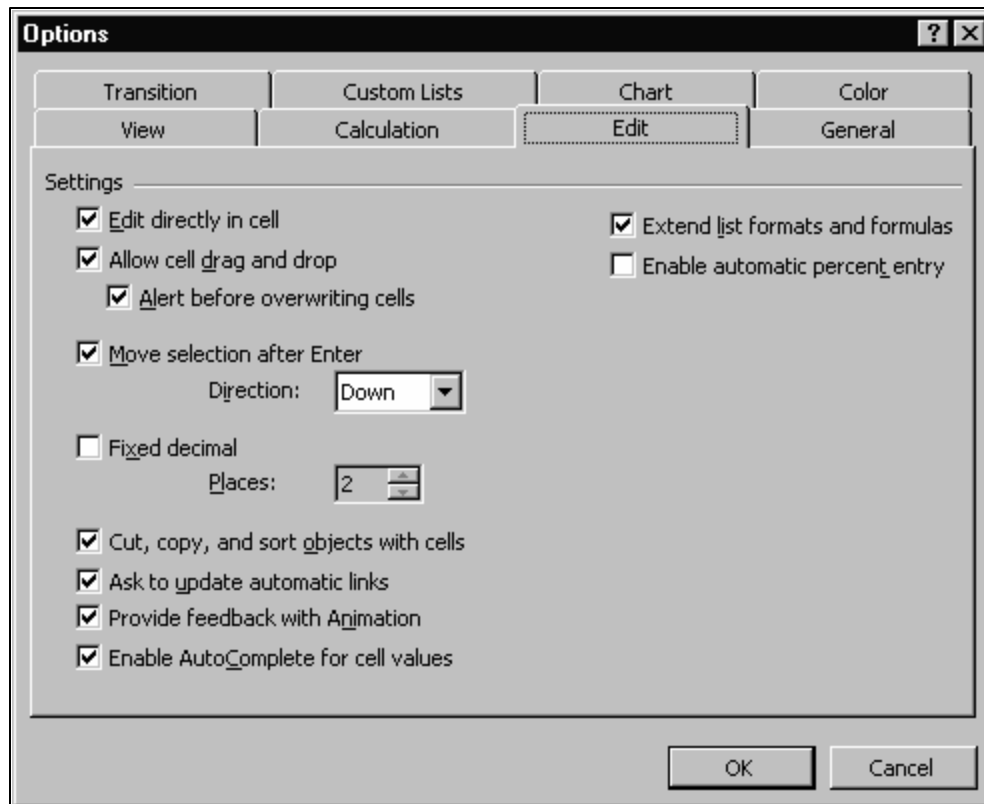 Options
Transition Custom Lists Chart Color
View Calculation Edit General
Settings
Edit directly in cell
Allow cell drag and drop
Alert before overwriting cells
Move selection after Enter
Direction: Down
Fixed decimal
Places: 2
Cut, copy, and sort objects with cells
Ask to update automatic links
Provide feedback with Animation
Enable AutoComplete for cell values
Extend list formats and formulas
Enable automatic percent entry
OK Cancel